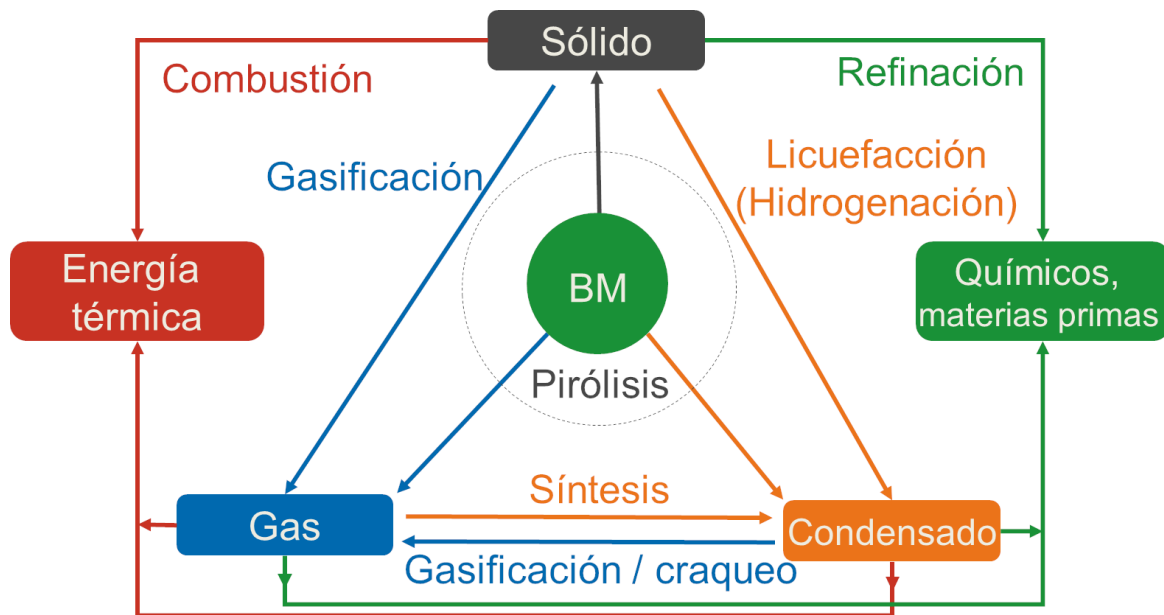 Sólido
Combustión
Refinación
Gasificación
Licuefacción
(Hidrogenación)
Energía
térmica
BM
Químicos,
materias primas
Pirólisis
Síntesis
Gas
Condensado
Gasificación / craqueo